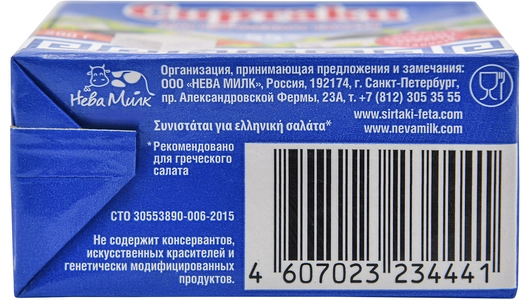 Сиртаки
400 г
Нева Милк
Организация, принимающая предложения и замечания:
ООО «НЕВА МИЛК», Россия, 192174, г. Санкт-Петербург,
пр. Александровской Фермы, 23А, т. +7 (812) 305 35 55
www.sirtaki-feta.com
www.nevamilk.com
Συνιστάται για ελληνική σαλάτα*
*Рекомендовано
для греческого
салата
СТО 30553890-006-2015
Не содержит консервантов,
искусственных красителей и
генетически модифицированных
продуктов.
4 607023 234441